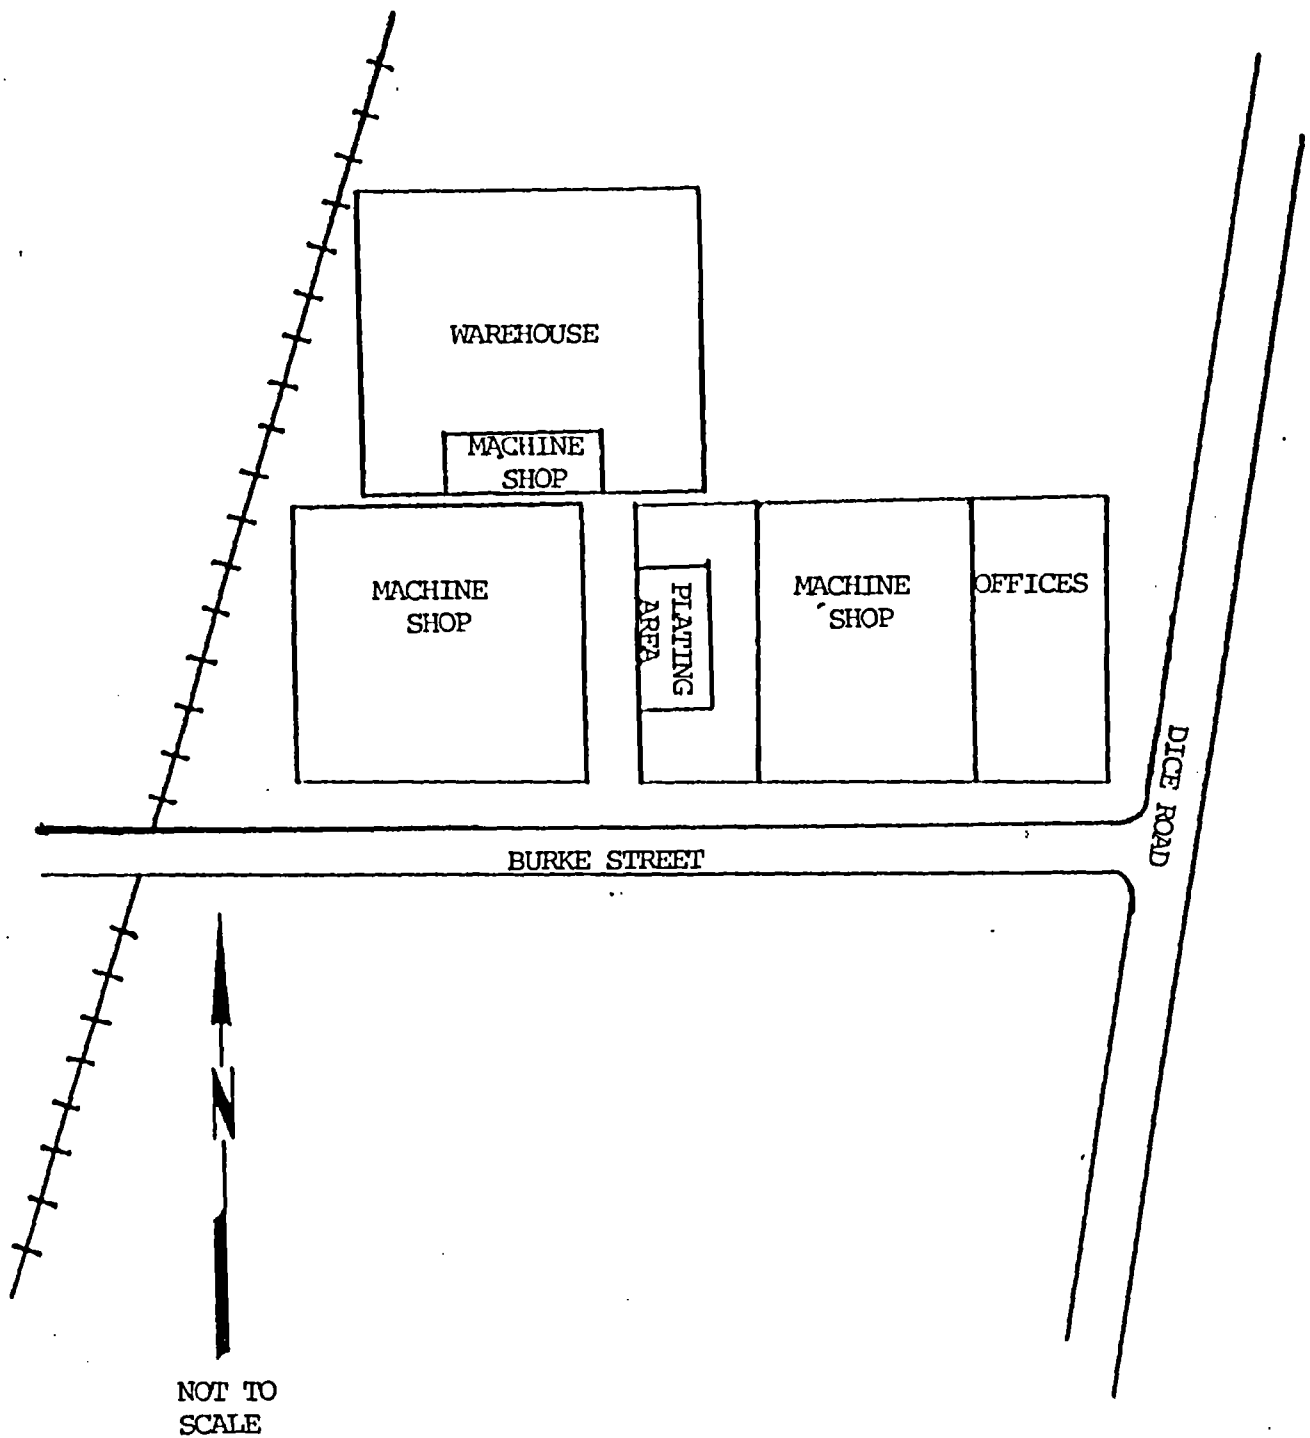 WAREHOUSE
MACHINE
SHOP
MACHINE
SHOP
PLATING
AREA
MACHINE
SHOP
OFFICES
DICE ROAD
BURKE STREET
N
NOT TO
SCALE